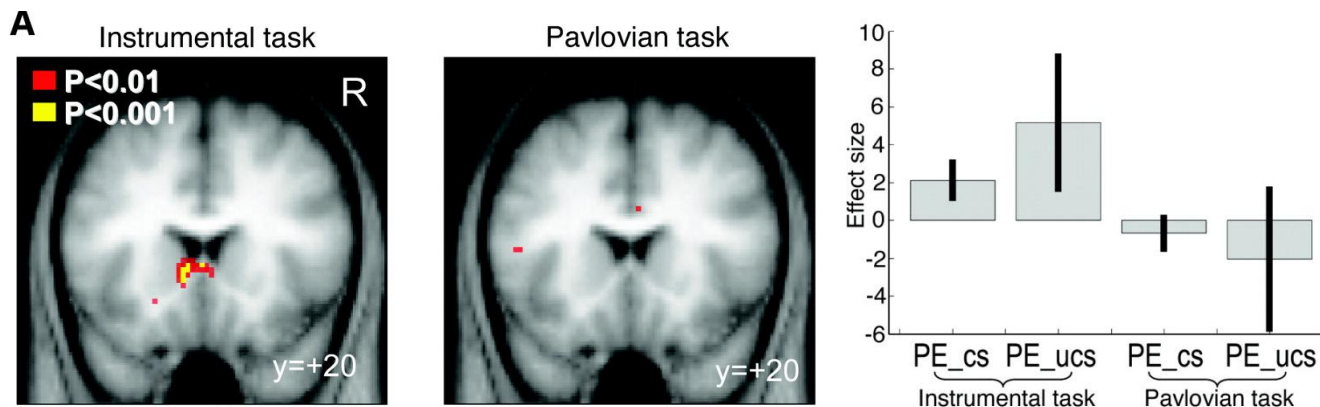 A
Instrumental task
P<0.01
P<0.001
R
y=+20
Pavlovian task
y=+20
Effect size
10
8
6
4
2
0
-2
-4
-6
PE_cs PE_ucs PE_cs PE_ucs
Instrumental task Pavlovian task